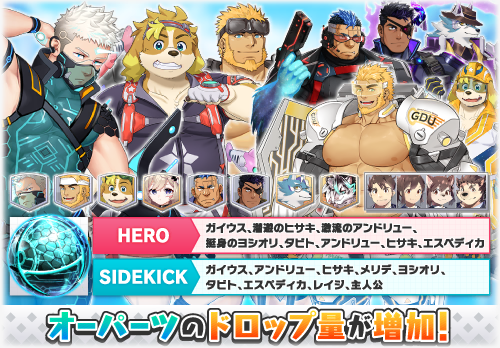 GDU
HERO
ガイウス、潜遊のヒサキ、激流のアンドリュー、
挺身のヨシオリ、タビト、アンドリュー、ヒサキ、エスペディカ
SIDEKICK
ガイウス、アンドリュー、ヒサキ、メリデ、ヨシオリ、
タビト、エスペディカ、レイジ、主人公
オーパーツのドロップ量が増加!